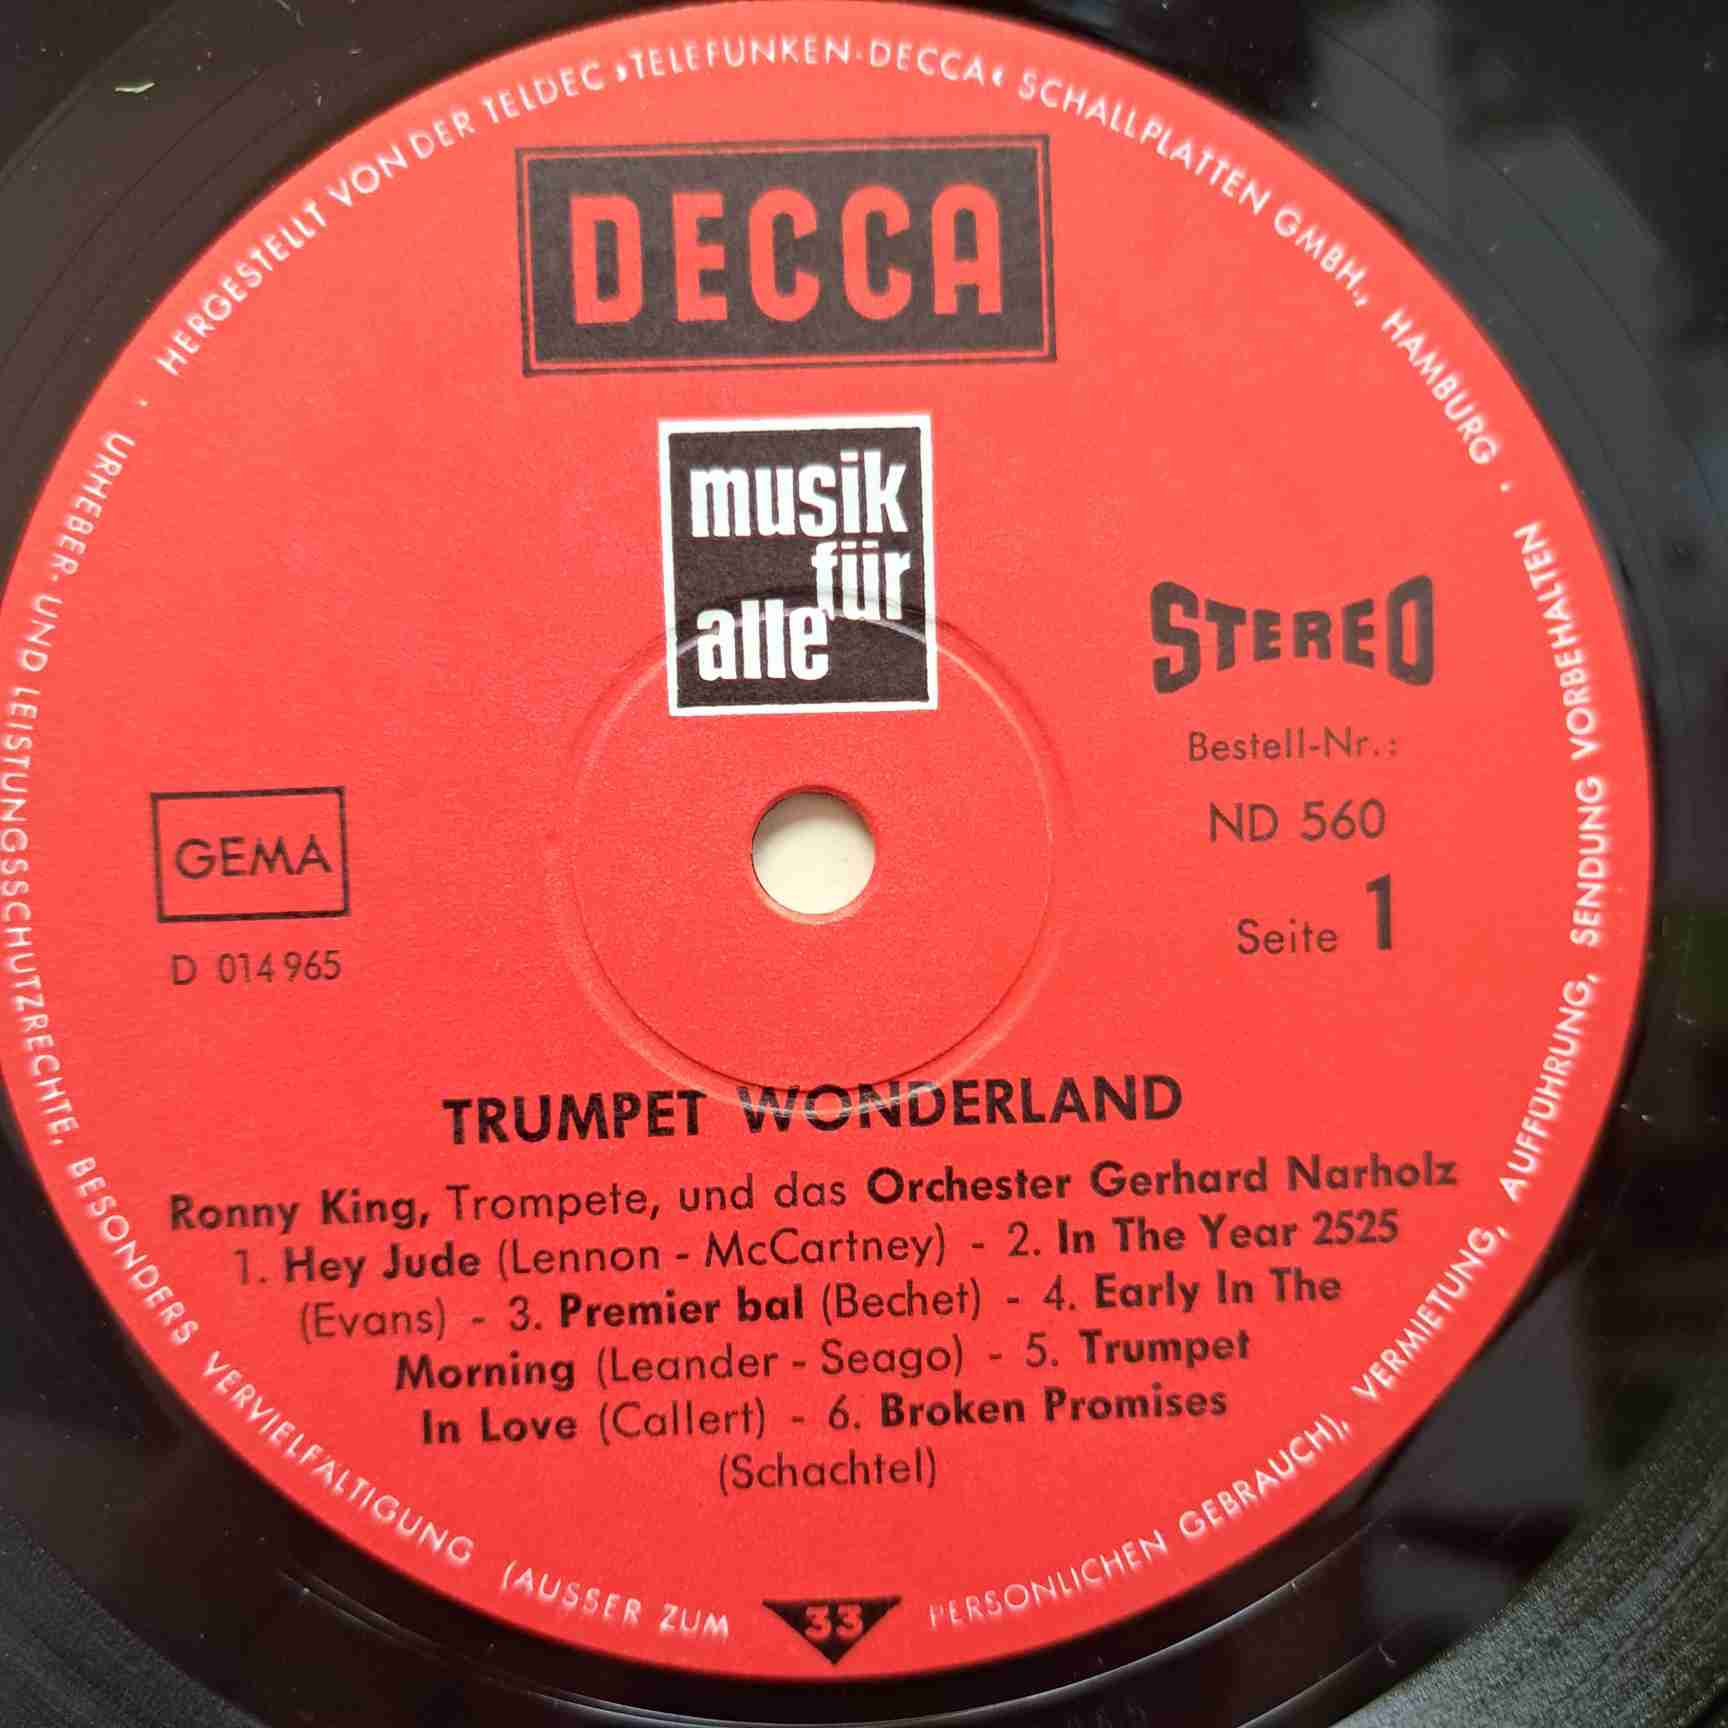 HERGESTELLT VON DER TELDEC »TELEFUNKEN-DECCA« SCHALLPLATTEN GMBH., HAMBURG ·
URHEBER- UND LEISTUNGSSCHUTZRECHTE, BESONDERS VERVIELFÄLTIGUNG (AUSSER ZUM PERSÖNLICHEN GEBRAUCH), VERMIETUNG, AUFFÜHRUNG, SENDUNG VORBEHALTEN ·
DECCA
musik
für
alle
STEREO
Bestell-Nr.:
ND 560
Seite 1
GEMA
D 014 965
TRUMPET WONDERLAND
Ronny King, Trompete, und das Orchester Gerhard Narholz
1. Hey Jude (Lennon - McCartney) - 2. In The Year 2525
(Evans) - 3. Premier bal (Bechet) - 4. Early In The
Morning (Leander - Seago) - 5. Trumpet
In Love (Callert) - 6. Broken Promises
(Schachtel)
33